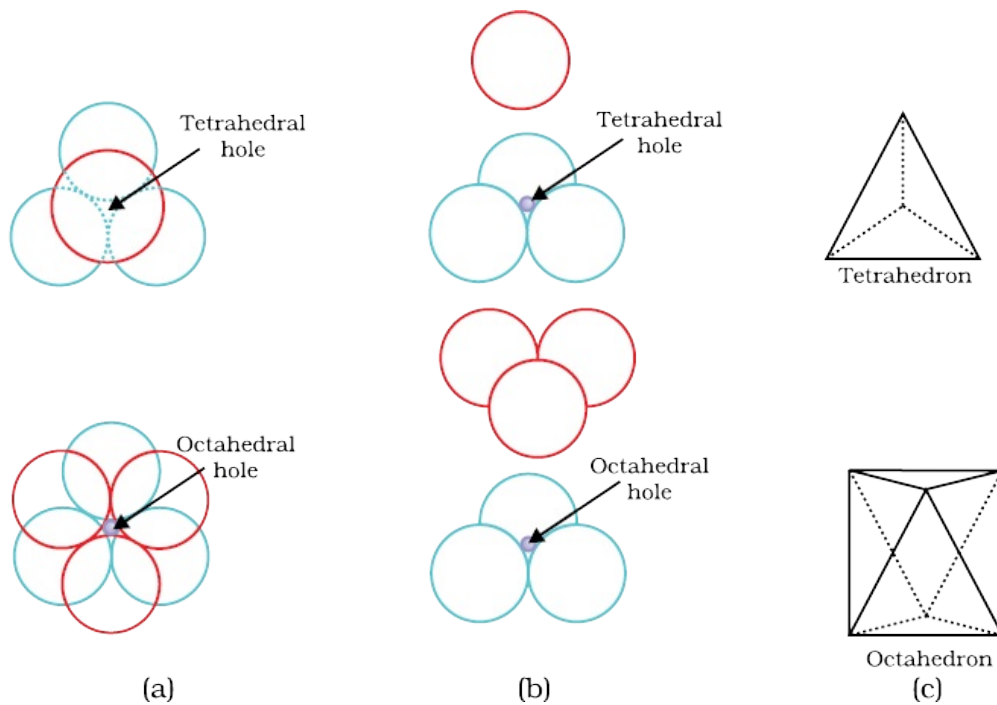 Tetrahedral
hole
Tetrahedral
hole
Tetrahedron
Octahedral
hole
Octahedral
hole
Octahedron
(a)
(b)
(c)